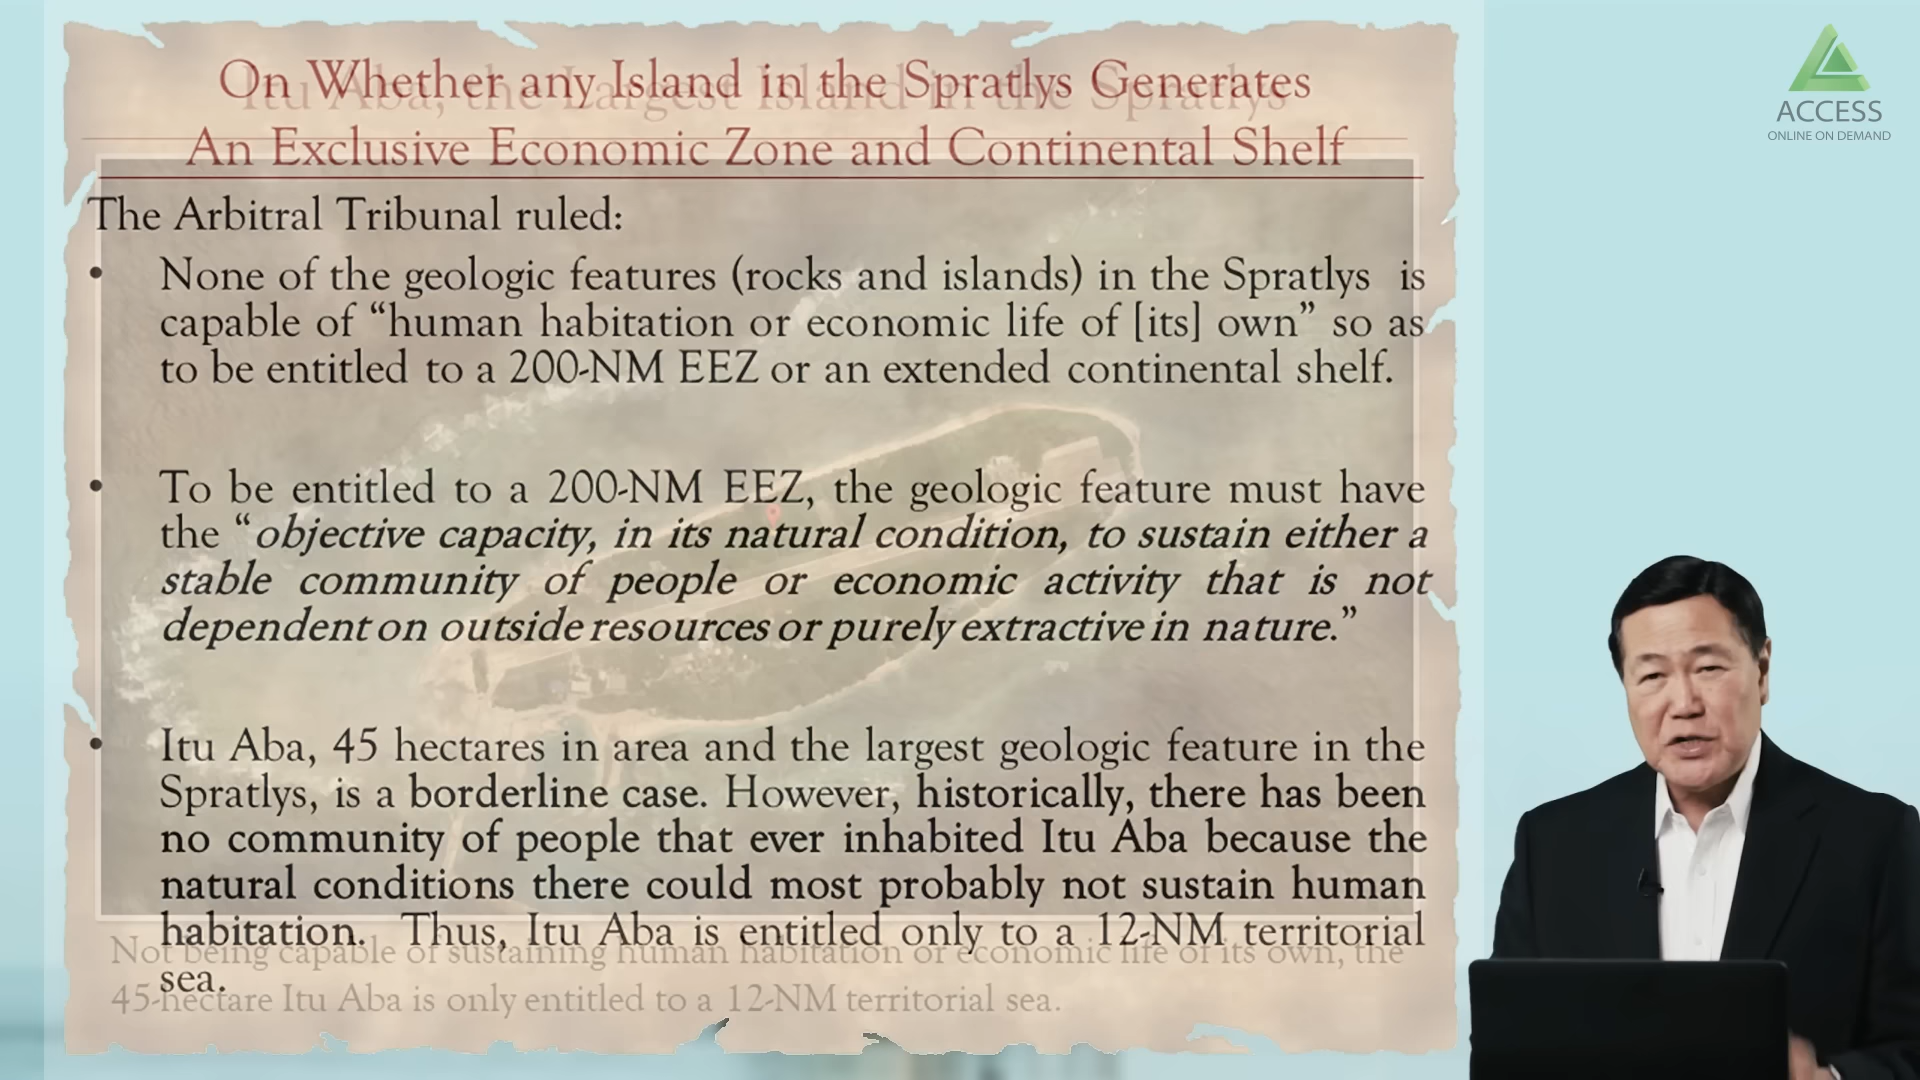 On Whether any Island in the Spratlys Generates
An Exclusive Economic Zone and Continental Shelf
Itu Aba, the Largest Island in the Spratlys
The Arbitral Tribunal ruled:
• None of the geologic features (rocks and islands) in the Spratlys is
capable of “human habitation or economic life of [its] own” so as
to be entitled to a 200-NM EEZ or an extended continental shelf.
• To be entitled to a 200-NM EEZ, the geologic feature must have
the “objective capacity, in its natural condition, to sustain either a
stable community of people or economic activity that is not
dependent on outside resources or purely extractive in nature.”
• Itu Aba, 45 hectares in area and the largest geologic feature in the
Spratlys, is a borderline case. However, historically, there has been
no community of people that ever inhabited Itu Aba because the
natural conditions there could most probably not sustain human
habitation. Thus, Itu Aba is entitled only to a 12-NM territorial
sea.
Not being capable of sustaining human habitation or economic life of its own, the
45-hectare Itu Aba is only entitled to a 12-NM territorial sea.
ACCESS
ONLINE ON DEMAND